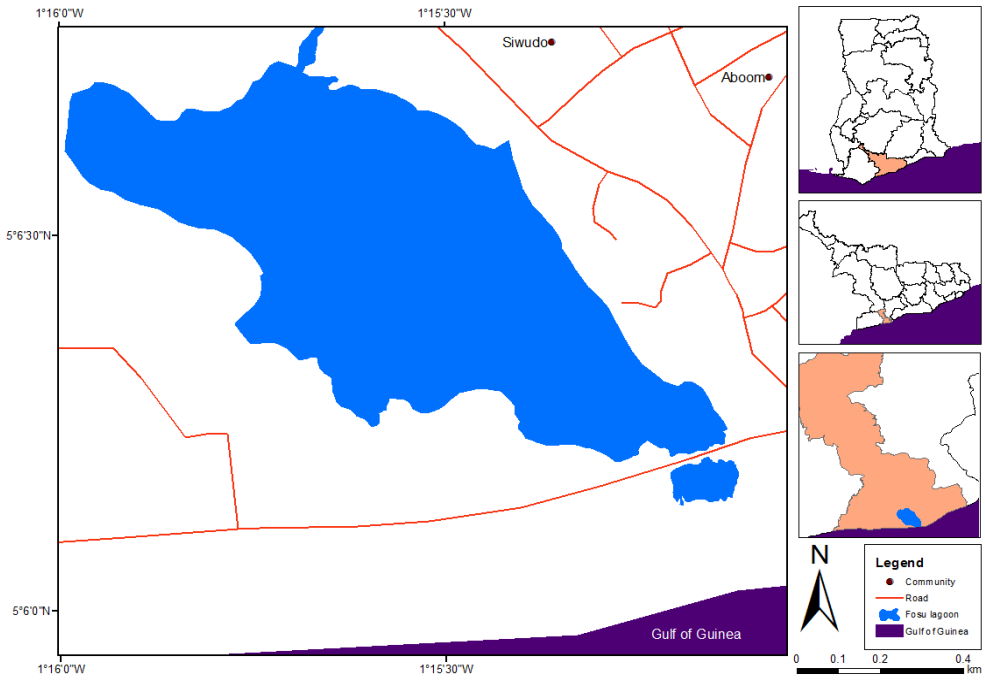 1°16'0"W 1°15'30"W
Siwudo
Aboom
5°6'30"N
5°6'0"N
Gulf of Guinea
1°16'0"W 1°15'30"W
N
Legend
Community
Road
Fosu lagoon
Gulf of Guinea
0 0.1 0.2 0.4
km